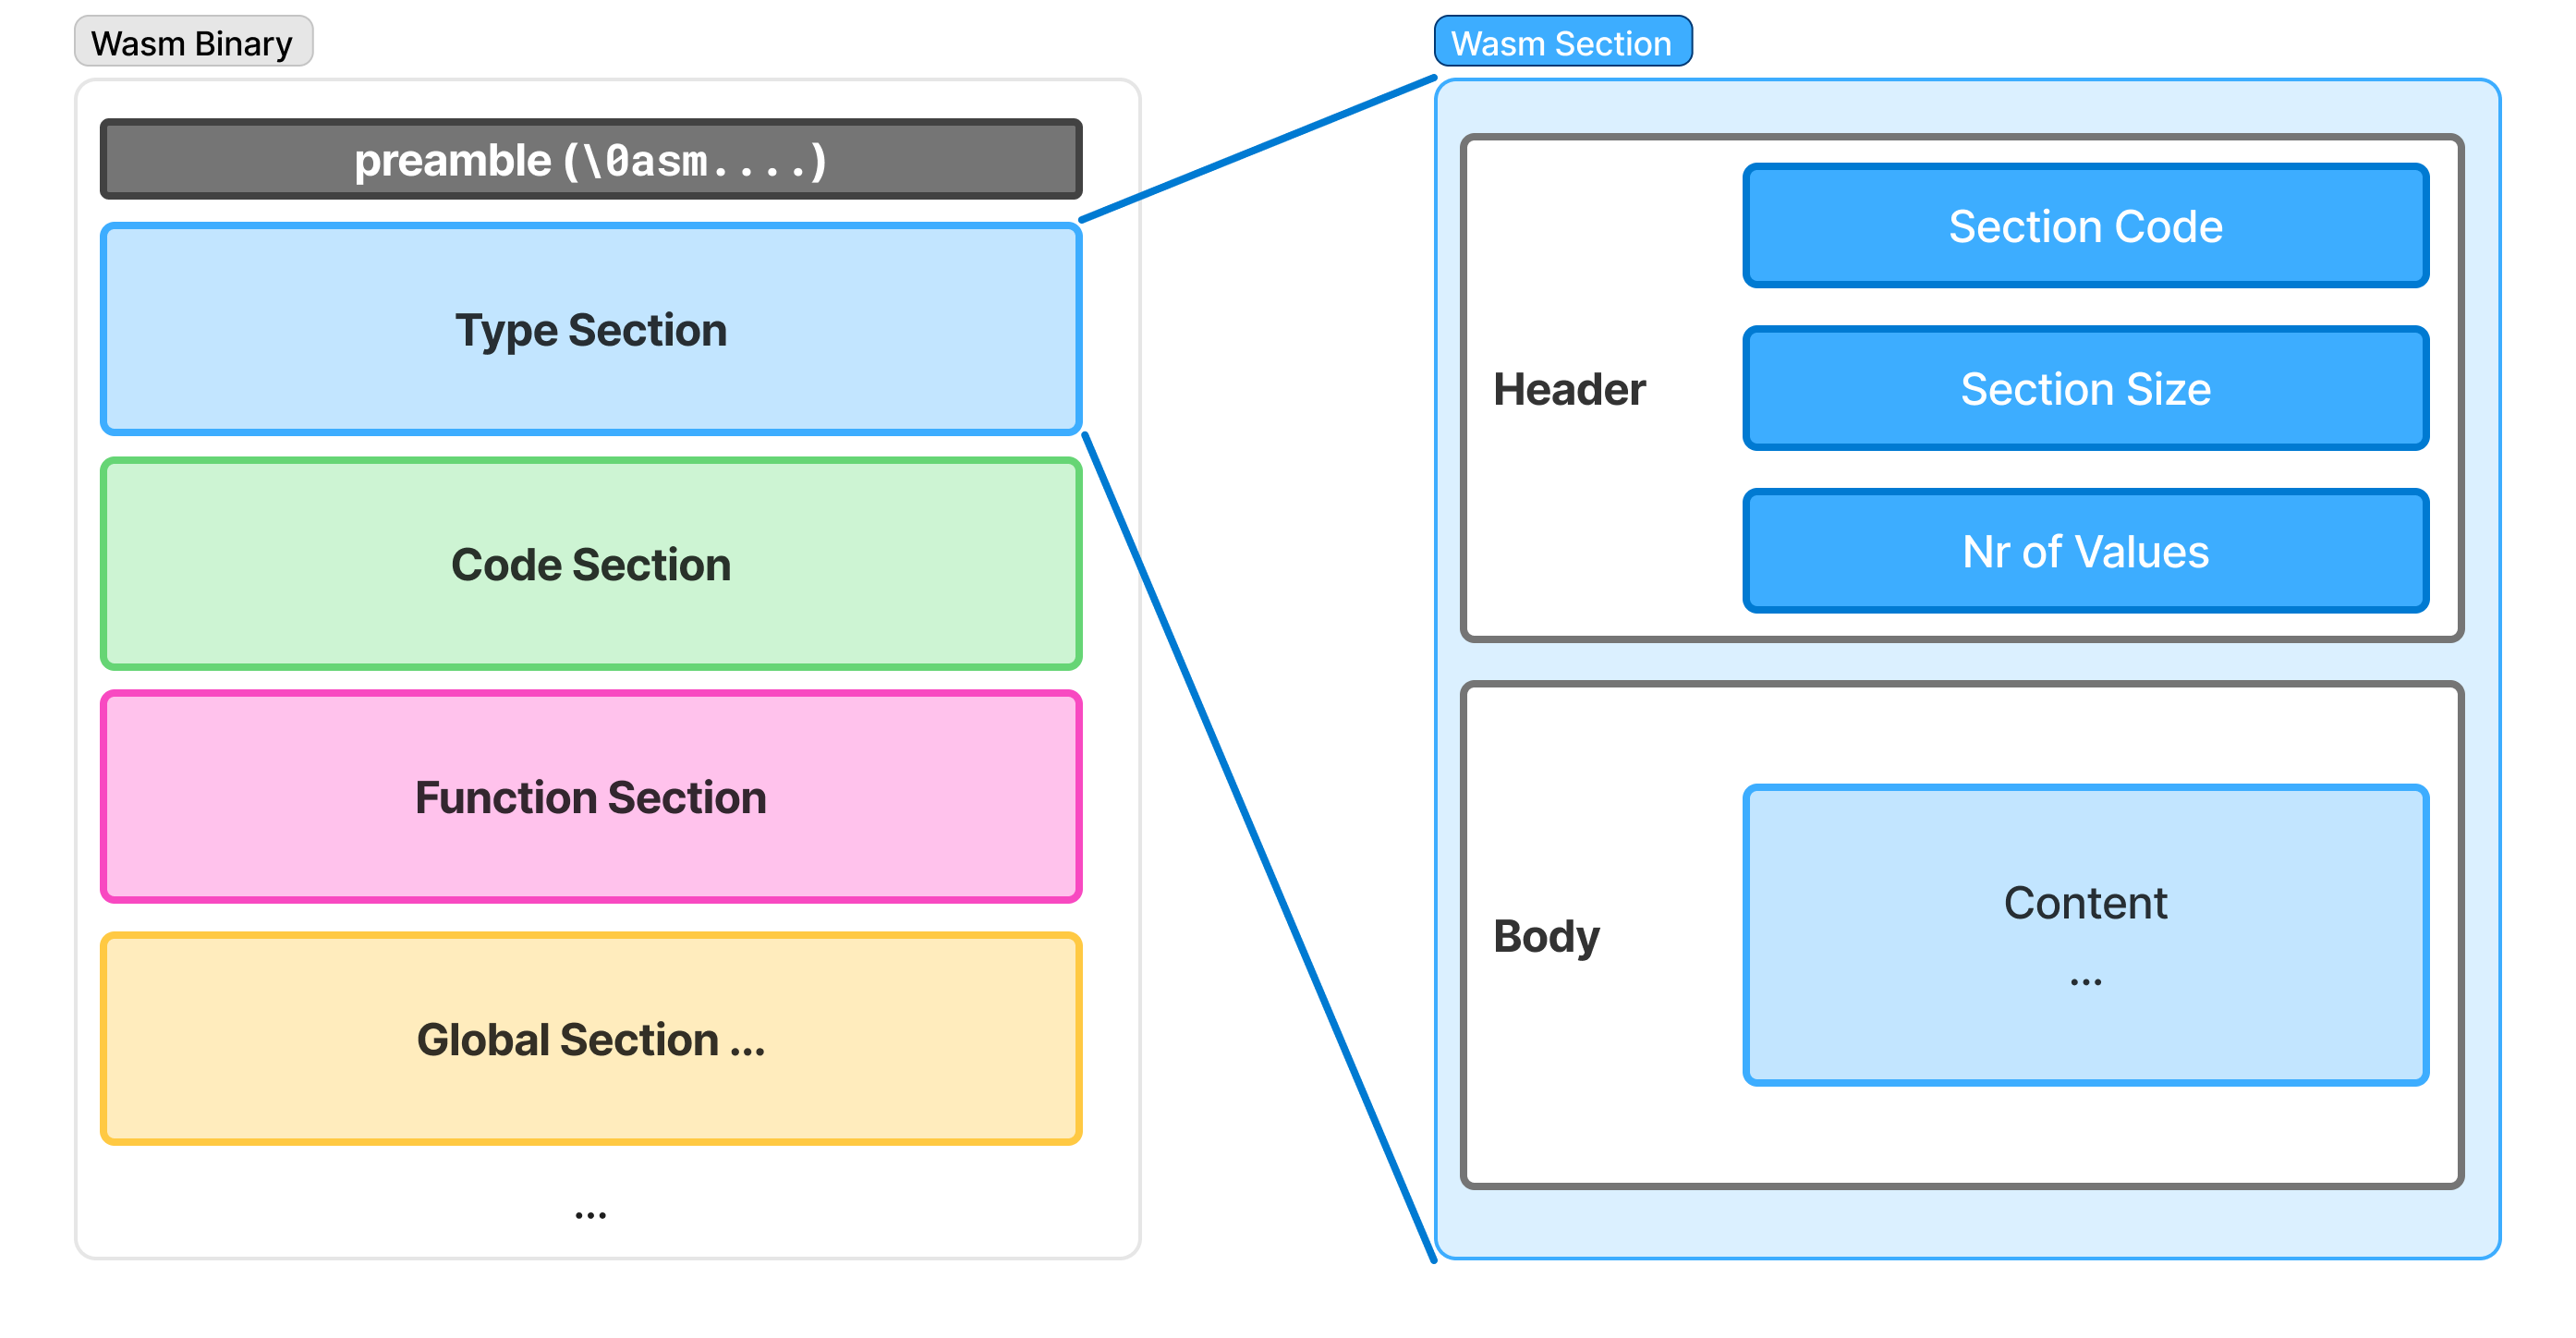 Wasm Binary
preamble (\0asm....)
Type Section
Code Section
Function Section
Global Section ...
...
Wasm Section
Header
Section Code
Section Size
Nr of Values
Body
Content
...